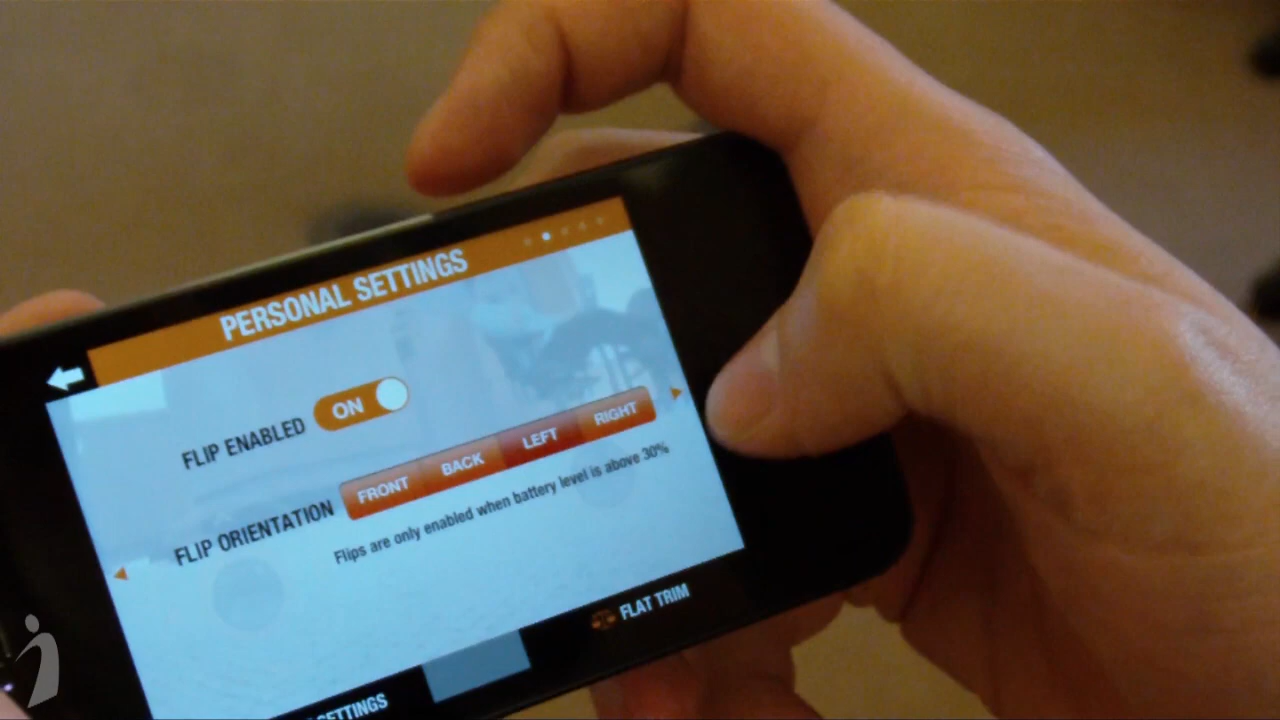 PERSONAL SETTINGS
FLIP ENABLED ON
FLIP ORIENTATION FRONT BACK LEFT RIGHT
Flips are only enabled when battery level is above 30%
FLAT TRIM
SETTINGS